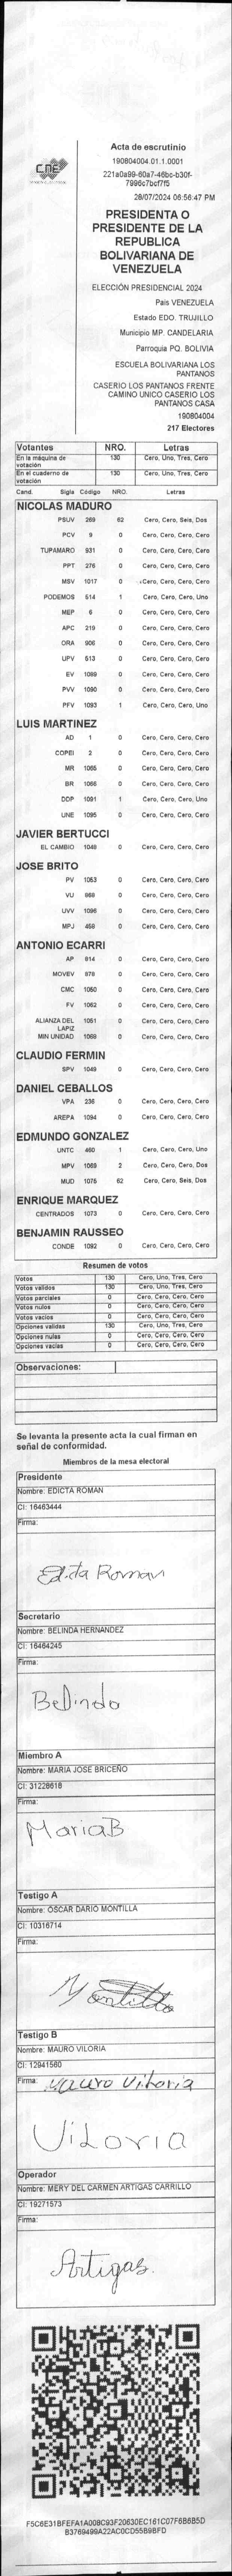 CNE
Acta de escrutinio
190804004.01.1.0001
221a0a99-60a7-46bc-b30f-
7996c7bcf7f5
28/07/2024 06:56:47 PM
PRESIDENTA O
PRESIDENTE DE LA
REPUBLICA
BOLIVARIANA DE
VENEZUELA
ELECCIÓN PRESIDENCIAL 2024
Pais VENEZUELA
Estado EDO. TRUJILLO
Municipio MP. CANDELARIA
Parroquia PQ. BOLIVIA
ESCUELA BOLIVARIANA LOS
PANTANOS
CASERIO LOS PANTANOS FRENTE
CAMINO UNICO CASERIO LOS
PANTANOS CASA
190804004
217 Electores
Votantes NRO. Letras
En la máquina de votación 130 Cero, Uno, Tres, Cero
En el cuaderno de votación 130 Cero, Uno, Tres, Cero
Cand. Sigla Codigo NRO. Letras
NICOLAS MADURO
PSUV 269 62 Cero, Cero, Seis, Dos
PCV 9 0 Cero, Cero, Cero, Cero
TUPAMARO 931 0 Cero, Cero, Cero, Cero
PPT 276 0 Cero, Cero, Cero, Cero
MSV 1017 0 Cero, Cero, Cero, Cero
PODEMOS 514 1 Cero, Cero, Cero, Uno
MEP 6 0 Cero, Cero, Cero, Cero
APC 219 0 Cero, Cero, Cero, Cero
ORA 906 0 Cero, Cero, Cero, Cero
UPV 513 0 Cero, Cero, Cero, Cero
EV 1089 0 Cero, Cero, Cero, Cero
PVV 1090 0 Cero, Cero, Cero, Cero
PFV 1093 1 Cero, Cero, Cero, Uno
LUIS MARTINEZ
AD 1 0 Cero, Cero, Cero, Cero
COPEI 2 0 Cero, Cero, Cero, Cero
MR 1065 0 Cero, Cero, Cero, Cero
BR 1066 0 Cero, Cero, Cero, Cero
DDP 1091 1 Cero, Cero, Cero, Uno
UNE 1095 0 Cero, Cero, Cero, Cero
JAVIER BERTUCCI
EL CAMBIO 1048 0 Cero, Cero, Cero, Cero
JOSE BRITO
PV 1053 0 Cero, Cero, Cero, Cero
VU 869 0 Cero, Cero, Cero, Cero
UVV 1096 0 Cero, Cero, Cero, Cero
MPJ 458 0 Cero, Cero, Cero, Cero
ANTONIO ECARRI
AP 814 0 Cero, Cero, Cero, Cero
MOVEV 878 0 Cero, Cero, Cero, Cero
CMC 1050 0 Cero, Cero, Cero, Cero
FV 1052 0 Cero, Cero, Cero, Cero
ALIANZA DEL LAPIZ 1051 0 Cero, Cero, Cero, Cero
MIN UNIDAD 1069 0 Cero, Cero, Cero, Cero
CLAUDIO FERMIN
SPV 1049 0 Cero, Cero, Cero, Cero
DANIEL CEBALLOS
VPA 236 0 Cero, Cero, Cero, Cero
AREPA 1094 0 Cero, Cero, Cero, Cero
EDMUNDO GONZALEZ
UNTC 460 1 Cero, Cero, Cero, Uno
MPV 1069 2 Cero, Cero, Cero, Dos
MUD 1076 62 Cero, Cero, Seis, Dos
ENRIQUE MARQUEZ
CENTRADOS 1073 0 Cero, Cero, Cero, Cero
BENJAMIN RAUSSEO
CONDE 1092 0 Cero, Cero, Cero, Cero
Resumen de votos
Votos 130 Cero, Uno, Tres, Cero
Votos validos 130 Cero, Uno, Tres, Cero
Votos parciales 0 Cero, Cero, Cero, Cero
Votos nulos 0 Cero, Cero, Cero, Cero
Votos vacios 0 Cero, Cero, Cero, Cero
Opciones validas 130 Cero, Uno, Tres, Cero
Opciones nulas 0 Cero, Cero, Cero, Cero
Opciones vacias 0 Cero, Cero, Cero, Cero
Observaciones:
Se levanta la presente acta la cual firman en
señal de conformidad.
Miembros de la mesa electoral
Presidente
Nombre: EDICTA ROMAN
CI: 16463444
Firma:
Edicta Roman
Secretario
Nombre: BELINDA HERNANDEZ
CI: 16464245
Firma:
Belinda
Miembro A
Nombre: MARIA JOSE BRICEÑO
CI: 31228618
Firma:
Maria B
Testigo A
Nombre: OSCAR DARIO MONTILLA
CI: 10316714
Firma:
Montilla
Testigo B
Nombre: MAURO VILORIA
CI: 12941560
Firma: Mauro Viloria
Viloria
Operador
Nombre: MERY DEL CARMEN ARTIGAS CARRILLO
CI: 19271573
Firma:
Artigas.
F5C6E31BFEFA1A008C93F20630EC161C07F6B6B5D
B3769499A22AC0CD55B9BFD